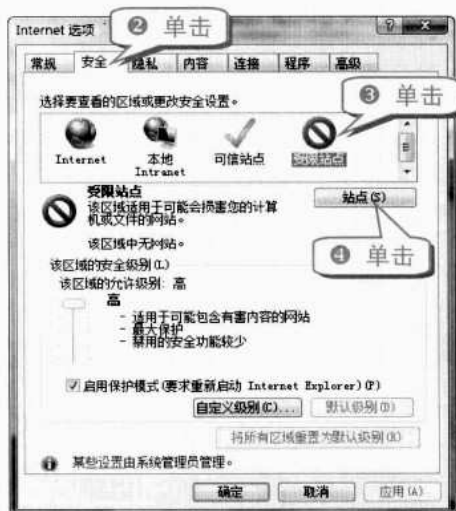 Internet 选项
❷ 单击
常规 安全 隐私 内容 连接 程序 高级
选择要查看的区域或更改安全设置。
❸ 单击
Internet 本地 Intranet 可信站点 受限站点
受限站点
站点(S)
该区域适用于可能会损害您的计算
机或文件的网站。
❹ 单击
该区域中无网站。
该区域的安全级别(L)
该区域的允许级别: 高
高
- 适用于可能包含有害内容的网站
- 最大保护
- 禁用的安全功能较少
启用保护模式(要求重新启动 Internet Explorer)(P)
自定义级别(C)... 默认级别(D)
将所有区域重置为默认级别(R)
某些设置由系统管理员管理。
确定 取消 应用(A)